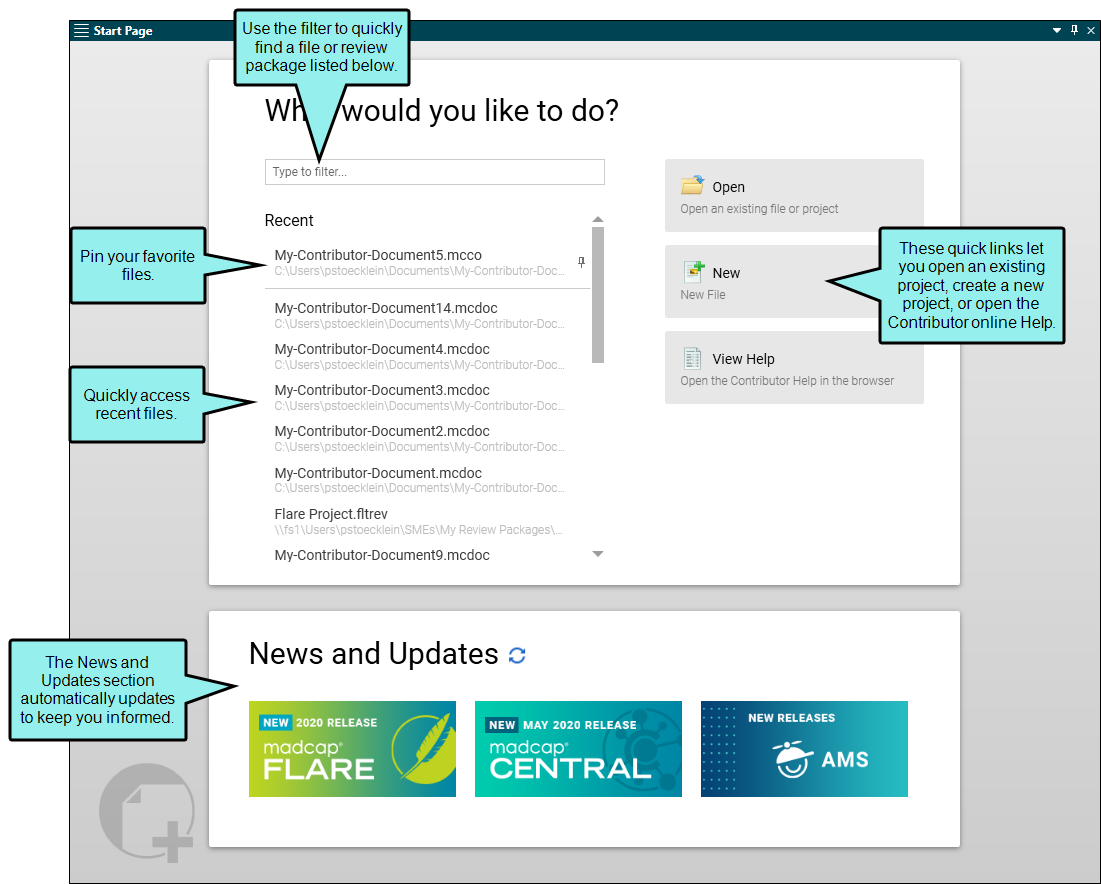 Start Page
Use the filter to quickly
find a file or review
package listed below.
Wh would you like to do?
Type to filter...
Recent
My-Contributor-Document5.mcco
C:\Users\pstoecklein\Documents\My-Contributor-Doc...
My-Contributor-Document14.mcdoc
C:\Users\pstoecklein\Documents\My-Contributor-Doc...
My-Contributor-Document4.mcdoc
C:\Users\pstoecklein\Documents\My-Contributor-Doc...
My-Contributor-Document3.mcdoc
C:\Users\pstoecklein\Documents\My-Contributor-Doc...
My-Contributor-Document2.mcdoc
C:\Users\pstoecklein\Documents\My-Contributor-Doc...
My-Contributor-Document.mcdoc
C:\Users\pstoecklein\Documents\My-Contributor-Doc...
Flare Project.fltrev
\\fs1\Users\pstoecklein\SMEs\My Review Packages\...
My-Contributor-Document9.mcdoc
Pin your favorite
files.
Quickly access
recent files.
Open
Open an existing file or project
New
New File
View Help
Open the Contributor Help in the browser
These quick links let
you open an existing
project, create a new
project, or open the
Contributor online Help.
The News and
Updates section
automatically updates
to keep you informed.
News and Updates
NEW 2020 RELEASE
madcap®
FLARE
NEW MAY 2020 RELEASE
madcap®
CENTRAL
NEW RELEASES
AMS